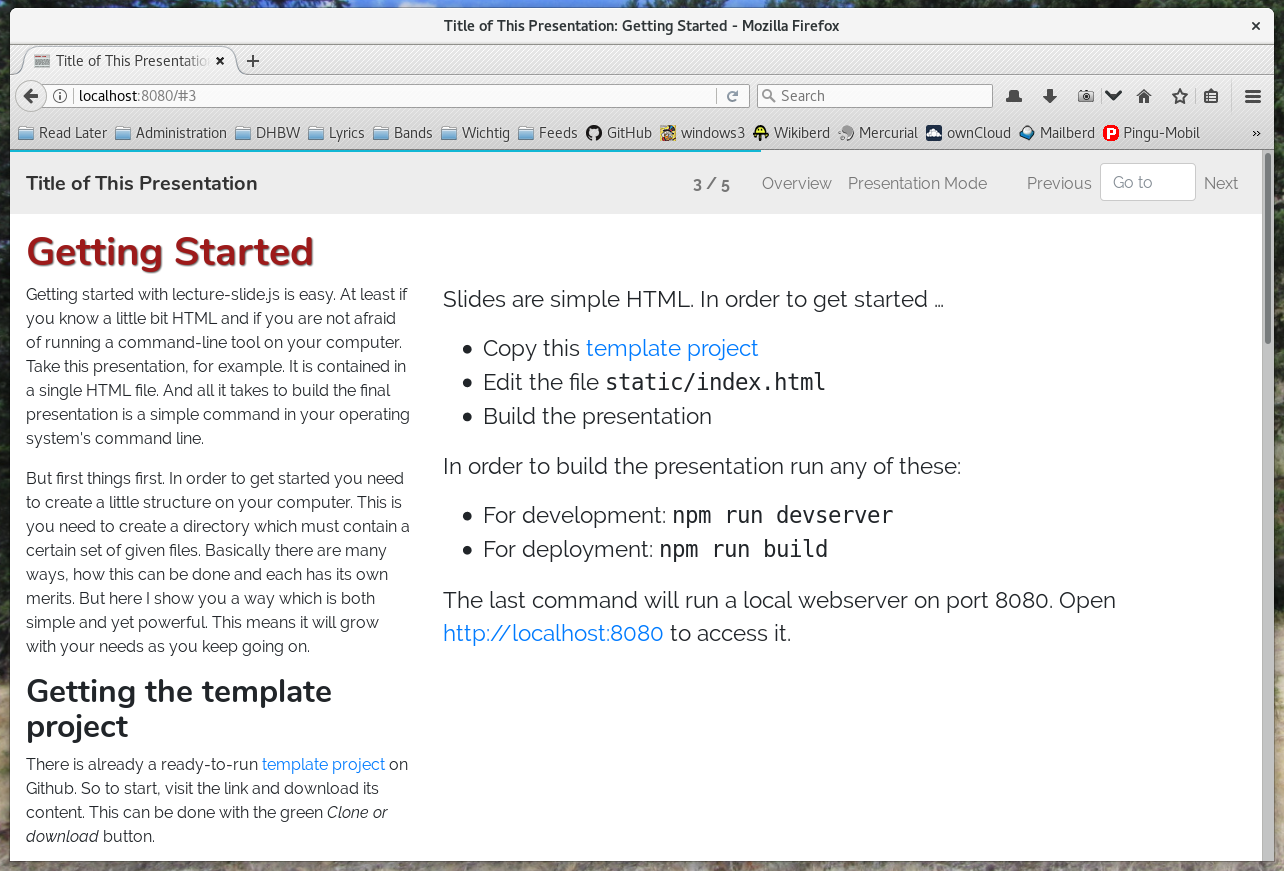 Title of This Presentation: Getting Started - Mozilla Firefox
Title of This Presentatio
localhost:8080/#3
Search
Read Later Administration DHBW Lyrics Bands Wichtig Feeds GitHub windows3 Wikiberd Mercurial ownCloud Mailberd Pingu-Mobil »
Title of This Presentation 3 / 5 Overview Presentation Mode Previous Go to Next
Getting Started
Getting started with lecture-slide.js is easy. At least if
you know a little bit HTML and if you are not afraid
of running a command-line tool on your computer.
Take this presentation, for example. It is contained in
a single HTML file. And all it takes to build the final
presentation is a simple command in your operating
system's command line.
But first things first. In order to get started you need
to create a little structure on your computer. This is
you need to create a directory which must contain a
certain set of given files. Basically there are many
ways, how this can be done and each has its own
merits. But here I show you a way which is both
simple and yet powerful. This means it will grow
with your needs as you keep going on.
Getting the template
project
There is already a ready-to-run template project on
Github. So to start, visit the link and download its
content. This can be done with the green Clone or
download button.
Slides are simple HTML. In order to get started …
• Copy this template project
• Edit the file static/index.html
• Build the presentation
In order to build the presentation run any of these:
• For development: npm run devserver
• For deployment: npm run build
The last command will run a local webserver on port 8080. Open
http://localhost:8080 to access it.